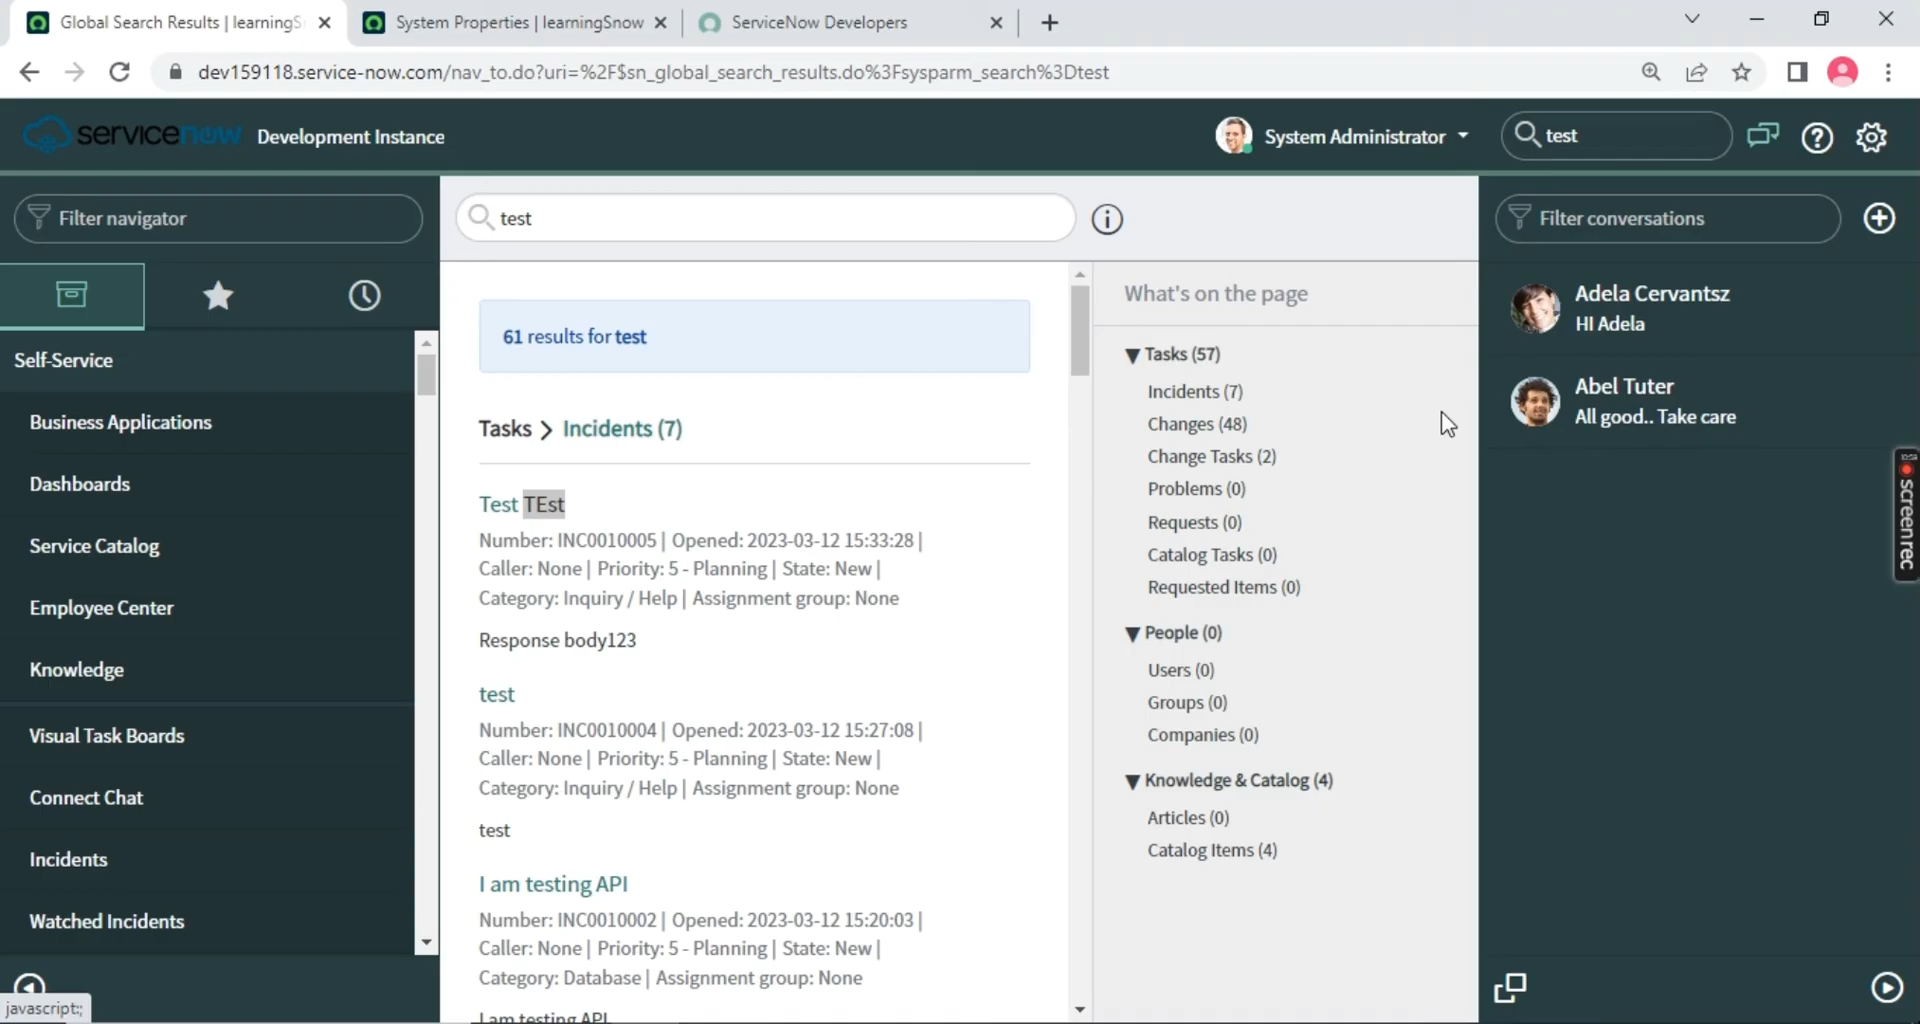 Global Search Results | learningS
System Properties | learningSnow
ServiceNow Developers
dev159118.service-now.com/nav_to.do?uri=%2F$sn_global_search_results.do%3Fsysparm_search%3Dtest
servicenow
Development Instance
System Administrator
test
Filter navigator
Self-Service
Business Applications
Dashboards
Service Catalog
Employee Center
Knowledge
Visual Task Boards
Connect Chat
Incidents
Watched Incidents
javascript:;
test
61 results for test
Tasks > Incidents (7)
Test TEst
Number: INC0010005 | Opened: 2023-03-12 15:33:28 |
Caller: None | Priority: 5 - Planning | State: New |
Category: Inquiry / Help | Assignment group: None
Response body123
test
Number: INC0010004 | Opened: 2023-03-12 15:27:08 |
Caller: None | Priority: 5 - Planning | State: New |
Category: Inquiry / Help | Assignment group: None
test
I am testing API
Number: INC0010002 | Opened: 2023-03-12 15:20:03 |
Caller: None | Priority: 5 - Planning | State: New |
Category: Database | Assignment group: None
I am testing API
What's on the page
Tasks (57)
Incidents (7)
Changes (48)
Change Tasks (2)
Problems (0)
Requests (0)
Catalog Tasks (0)
Requested Items (0)
People (0)
Users (0)
Groups (0)
Companies (0)
Knowledge & Catalog (4)
Articles (0)
Catalog Items (4)
Filter conversations
Adela Cervantsz
HI Adela
Abel Tuter
All good.. Take care
screenrec